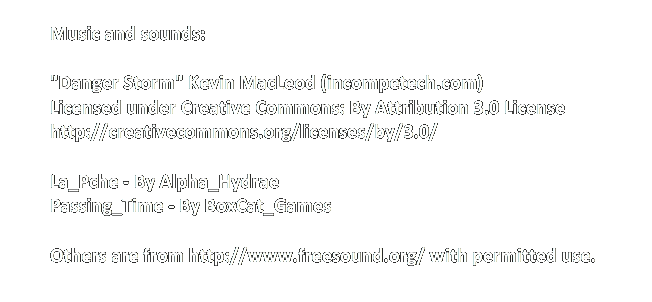 Music and sounds:
"Danger Storm" Kevin MacLeod (incompetech.com)
Licensed under Creative Commons: By Attribution 3.0 License
http://creativecommons.org/licenses/by/3.0/
La_Pche - By Alpha_Hydrae
Passing_Time - By BoxCat_Games
Others are from http://www.freesound.org/ with permitted use.